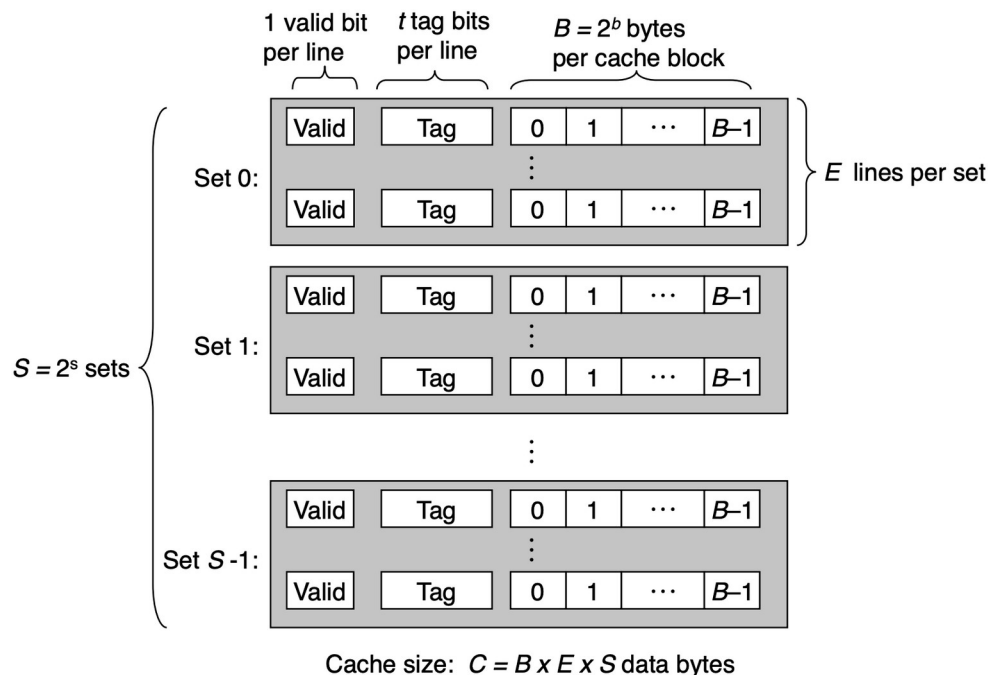 1 valid bit per line
t tag bits per line
B = 2ᵇ bytes per cache block
Valid Tag 0 1 ··· B–1
⋮
Set 0:
E lines per set
Valid Tag 0 1 ··· B–1
Valid Tag 0 1 ··· B–1
⋮
Set 1:
Valid Tag 0 1 ··· B–1
S = 2ˢ sets
⋮
Valid Tag 0 1 ··· B–1
⋮
Set S -1:
Valid Tag 0 1 ··· B–1
Cache size: C = B x E x S data bytes